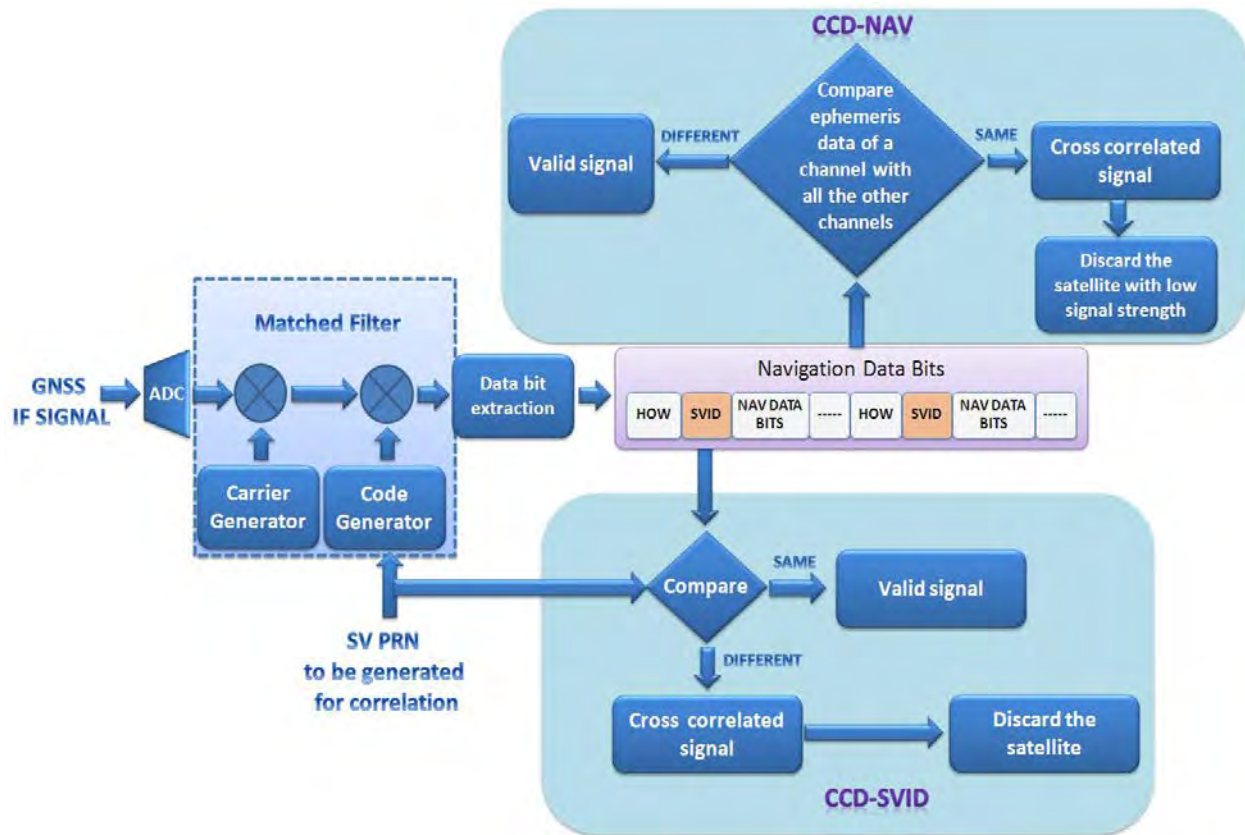 CCD-NAV
Compare
ephemeris
data of a
channel with
all the other
channels
DIFFERENT
SAME
Valid signal
Cross correlated
signal
Discard the
satellite with low
signal strength
Matched Filter
GNSS
IF SIGNAL
ADC
Data bit
extraction
Carrier
Generator
Code
Generator
Navigation Data Bits
HOW
SVID
NAV DATA
BITS
-----
HOW
SVID
NAV DATA
BITS
-----
SV PRN
to be generated
for correlation
Compare
SAME
Valid signal
DIFFERENT
Cross correlated
signal
Discard the
satellite
CCD-SVID